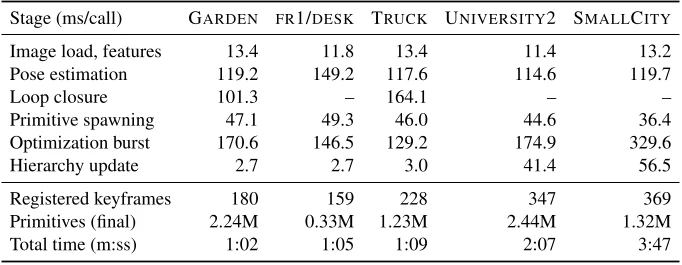 Stage (ms/call) GARDEN FR1/DESK TRUCK UNIVERSITY2 SMALLCITY
Image load, features 13.4 11.8 13.4 11.4 13.2
Pose estimation 119.2 149.2 117.6 114.6 119.7
Loop closure 101.3 – 164.1 – –
Primitive spawning 47.1 49.3 46.0 44.6 36.4
Optimization burst 170.6 146.5 129.2 174.9 329.6
Hierarchy update 2.7 2.7 3.0 41.4 56.5
Registered keyframes 180 159 228 347 369
Primitives (final) 2.24M 0.33M 1.23M 2.44M 1.32M
Total time (m:ss) 1:02 1:05 1:09 2:07 3:47